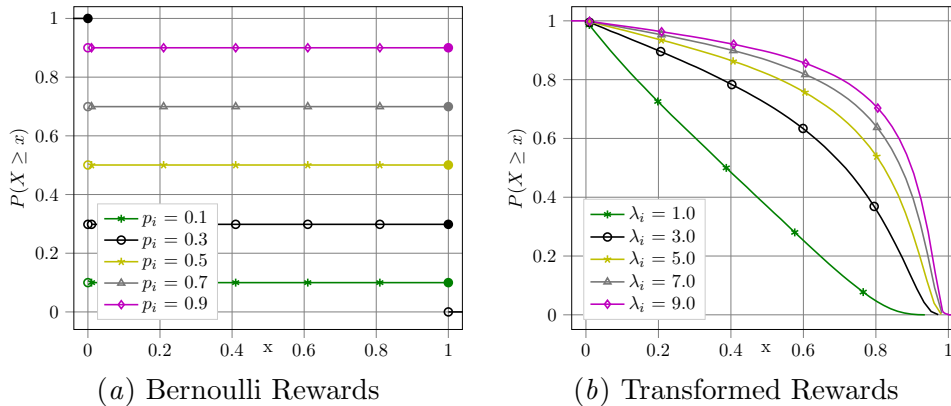 P(X ≥ x)
1
0.8
0.6
0.4
0.2
0
p_i = 0.1
p_i = 0.3
p_i = 0.5
p_i = 0.7
p_i = 0.9
0
0.2
0.4
0.6
0.8
1
x
(a) Bernoulli Rewards
P(X ≥ x)
1
0.8
0.6
0.4
0.2
0
λ_i = 1.0
λ_i = 3.0
λ_i = 5.0
λ_i = 7.0
λ_i = 9.0
0
0.2
0.4
0.6
0.8
1
x
(b) Transformed Rewards